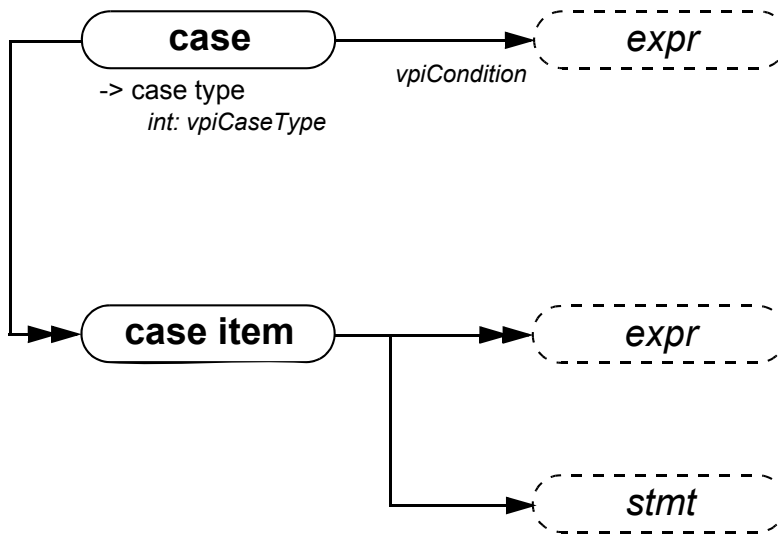 case
expr
vpiCondition
-> case type
int: vpiCaseType
case item
expr
stmt